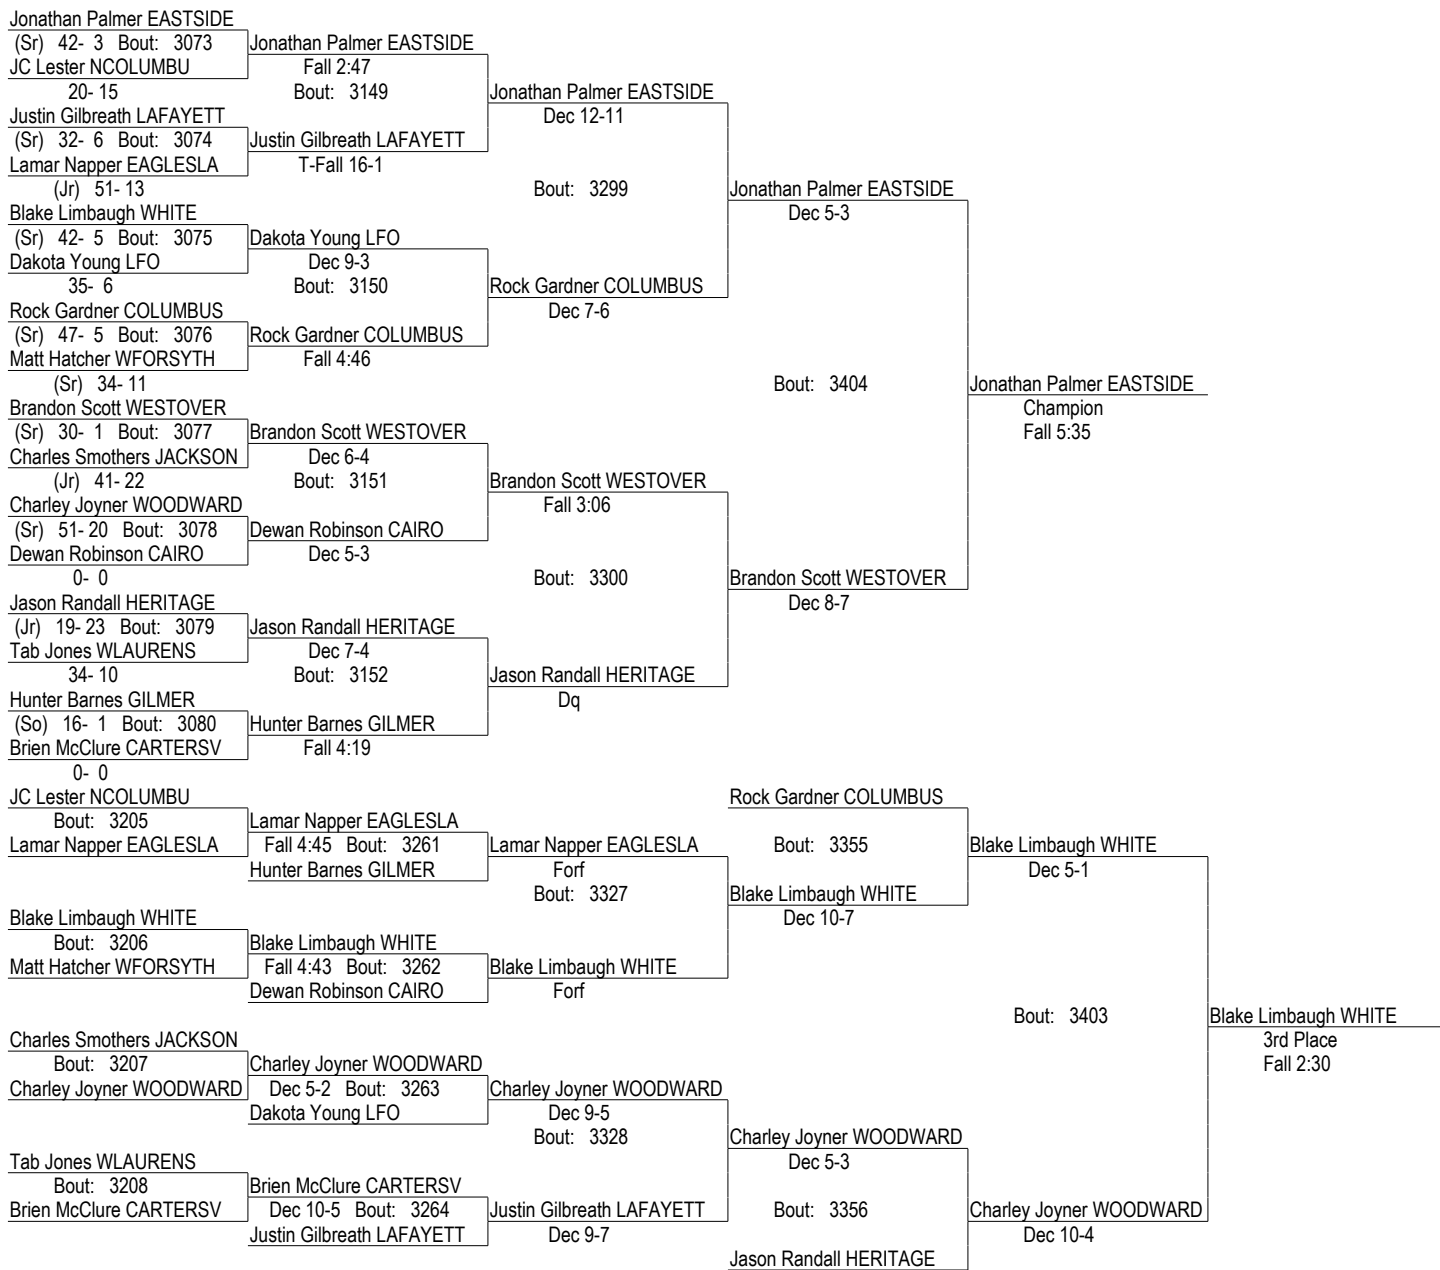 Jonathan Palmer EASTSIDE
(Sr) 42- 3 Bout: 3073 Jonathan Palmer EASTSIDE
JC Lester NCOLUMBU Fall 2:47
20- 15 Bout: 3149 Jonathan Palmer EASTSIDE
Justin Gilbreath LAFAYETT Dec 12-11
(Sr) 32- 6 Bout: 3074 Justin Gilbreath LAFAYETT
Lamar Napper EAGLESLA T-Fall 16-1
(Jr) 51- 13 Bout: 3299 Jonathan Palmer EASTSIDE
Blake Limbaugh WHITE Dec 5-3
(Sr) 42- 5 Bout: 3075 Dakota Young LFO
Dakota Young LFO Dec 9-3
35- 6 Bout: 3150 Rock Gardner COLUMBUS
Rock Gardner COLUMBUS Dec 7-6
(Sr) 47- 5 Bout: 3076 Rock Gardner COLUMBUS
Matt Hatcher WFORSYTH Fall 4:46
(Sr) 34- 11 Bout: 3404 Jonathan Palmer EASTSIDE
Brandon Scott WESTOVER Champion
(Sr) 30- 1 Bout: 3077 Brandon Scott WESTOVER Fall 5:35
Charles Smothers JACKSON Dec 6-4
(Jr) 41- 22 Bout: 3151 Brandon Scott WESTOVER
Charley Joyner WOODWARD Fall 3:06
(Sr) 51- 20 Bout: 3078 Dewan Robinson CAIRO
Dewan Robinson CAIRO Dec 5-3
0- 0 Bout: 3300 Brandon Scott WESTOVER
Jason Randall HERITAGE Dec 8-7
(Jr) 19- 23 Bout: 3079 Jason Randall HERITAGE
Tab Jones WLAURENS Dec 7-4
34- 10 Bout: 3152 Jason Randall HERITAGE
Hunter Barnes GILMER Dq
(So) 16- 1 Bout: 3080 Hunter Barnes GILMER
Brien McClure CARTERSV Fall 4:19
0- 0
JC Lester NCOLUMBU Rock Gardner COLUMBUS
Bout: 3205 Lamar Napper EAGLESLA
Lamar Napper EAGLESLA Fall 4:45 Bout: 3261 Lamar Napper EAGLESLA Bout: 3355 Blake Limbaugh WHITE
Hunter Barnes GILMER Forf Dec 5-1
Bout: 3327 Blake Limbaugh WHITE
Blake Limbaugh WHITE Dec 10-7
Bout: 3206 Blake Limbaugh WHITE
Matt Hatcher WFORSYTH Fall 4:43 Bout: 3262 Blake Limbaugh WHITE
Dewan Robinson CAIRO Forf
Bout: 3403 Blake Limbaugh WHITE
Charles Smothers JACKSON 3rd Place
Bout: 3207 Charley Joyner WOODWARD Fall 2:30
Charley Joyner WOODWARD Dec 5-2 Bout: 3263 Charley Joyner WOODWARD
Dakota Young LFO Dec 9-5
Bout: 3328 Charley Joyner WOODWARD
Tab Jones WLAURENS Dec 5-3
Bout: 3208 Brien McClure CARTERSV
Brien McClure CARTERSV Dec 10-5 Bout: 3264 Justin Gilbreath LAFAYETT Bout: 3356 Charley Joyner WOODWARD
Justin Gilbreath LAFAYETT Dec 9-7 Dec 10-4
Jason Randall HERITAGE